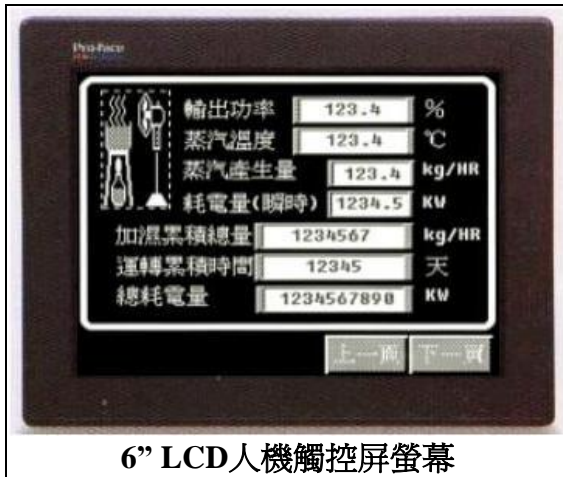 Pro-face
輸出功率 123.4 %
蒸汽溫度 123.4 ℃
蒸汽產生量 123.4 kg/HR
耗電量(瞬時) 1234.5 KW
加濕累積總量 1234567 kg/HR
運轉累積時間 12345 天
總耗電量 1234567890 KW
上一頁 下一頁
6” LCD人機觸控屏螢幕